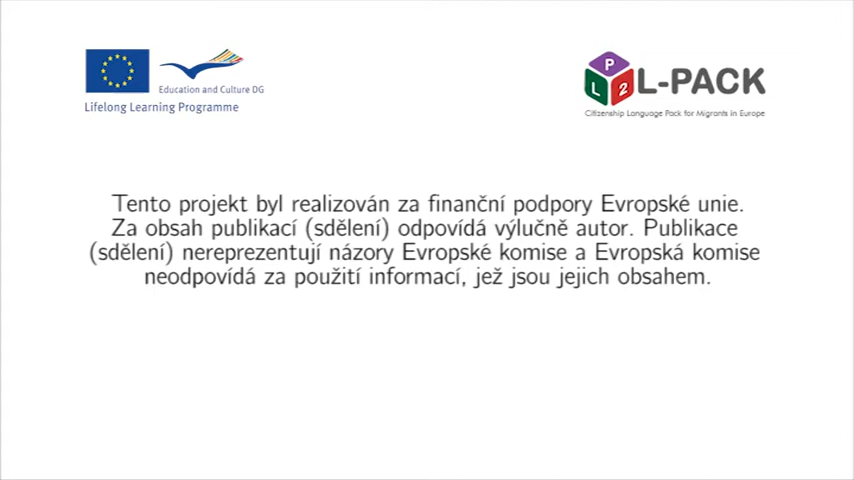 Education and Culture DG
Lifelong Learning Programme
P
L
2
L-PACK
Citizenship Language Pack for Migrants in Europe
Tento projekt byl realizován za finanční podpory Evropské unie.
Za obsah publikací (sdělení) odpovídá výlučně autor. Publikace
(sdělení) nereprezentují názory Evropské komise a Evropská komise
neodpovídá za použití informací, jež jsou jejich obsahem.